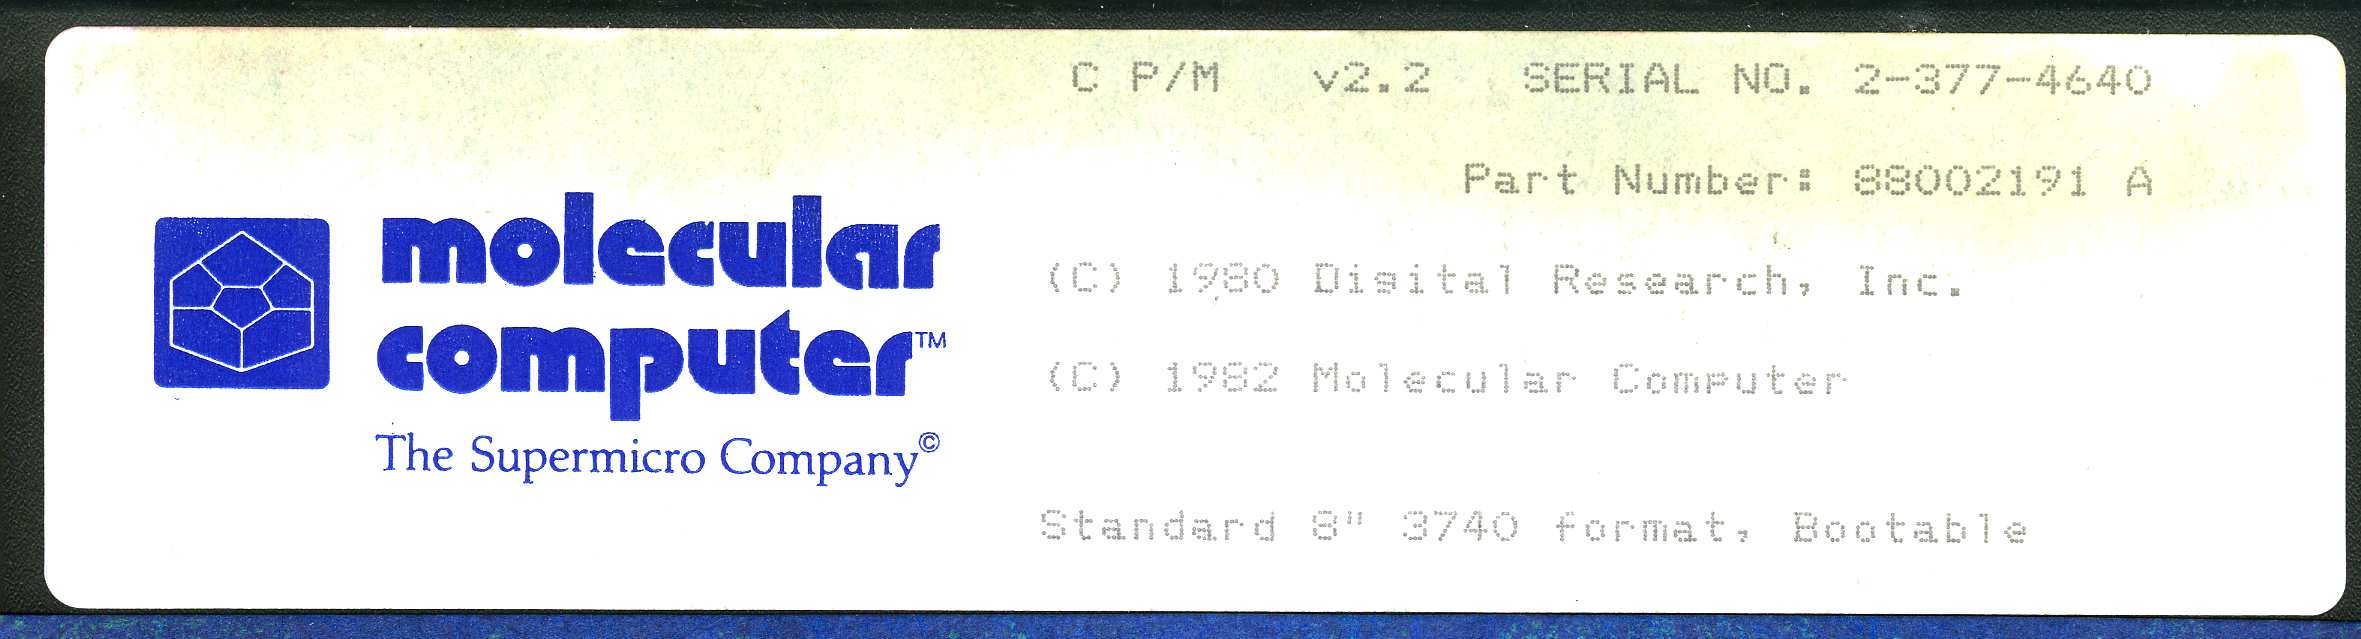 C P/M v2.2 SERIAL NO. 2-377-4640
Part Number: 88002191 A
molecular
computer™
The Supermicro Company©
(C) 1980 Digital Research, Inc.
(C) 1982 Molecular Computer
Standard 8" 3740 format, Bootable